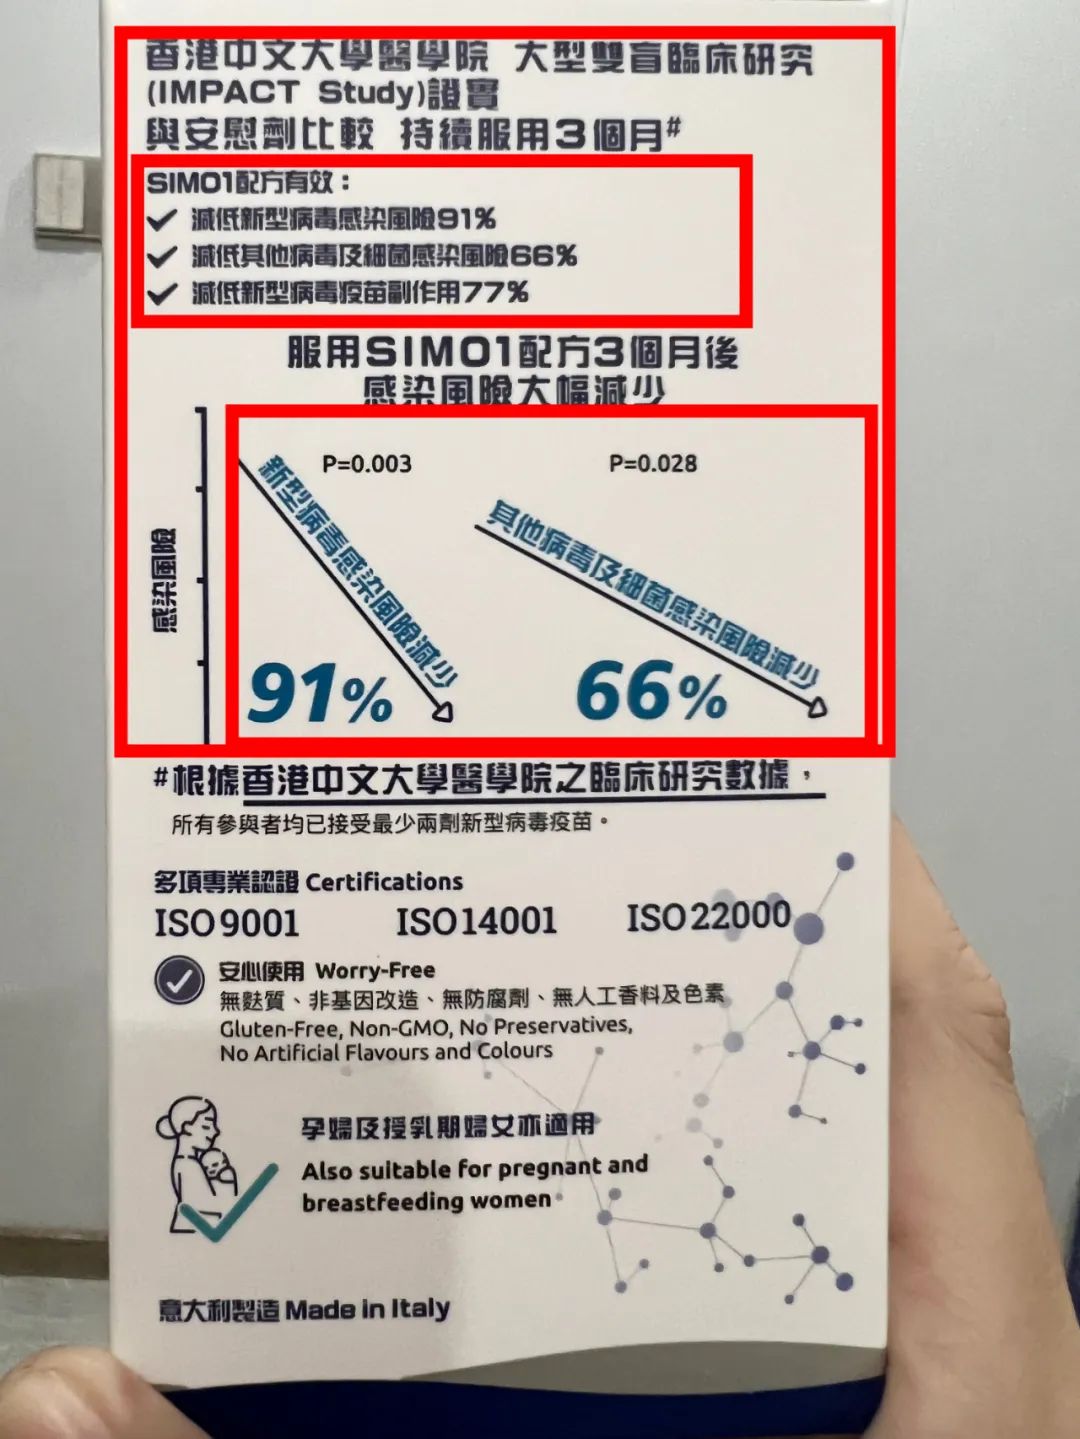 香港中文大學醫學院 大型雙盲臨床研究
(IMPACT Study)證實
與安慰劑比較 持續服用3個月#
SIM01配方有效：
減低新型病毒感染風險91%
減低其他病毒及細菌感染風險66%
減低新型病毒疫苗副作用77%
服用SIM01配方3個月後
感染風險大幅減少
感染風險
P=0.003
新型病毒感染風險減少
91%
P=0.028
其他病毒及細菌感染風險減少
66%
#根據香港中文大學醫學院之臨床研究數據，
所有參與者均已接受最少兩劑新型病毒疫苗。
多項專業認證 Certifications
ISO9001 ISO14001 ISO22000
安心使用 Worry-Free
無麩質、非基因改造、無防腐劑、無人工香料及色素
Gluten-Free, Non-GMO, No Preservatives,
No Artificial Flavours and Colours
孕婦及授乳期婦女亦適用
Also suitable for pregnant and
breastfeeding women
意大利製造 Made in Italy